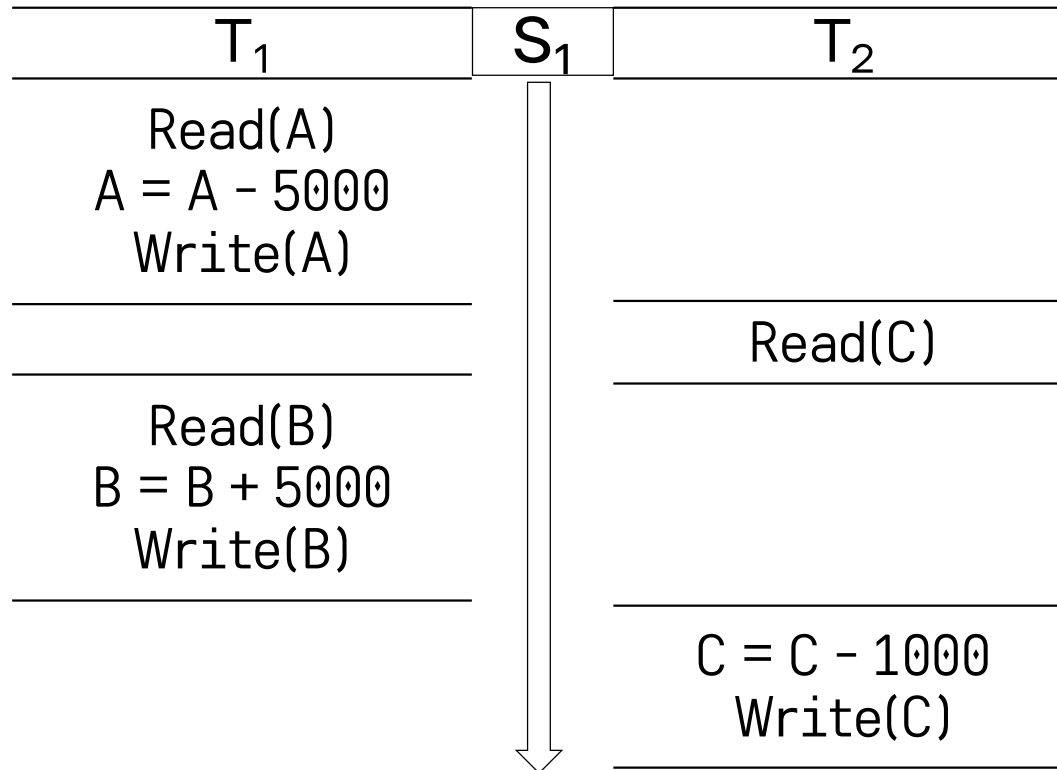 T₁ S₁ T₂
Read(A)
A = A - 5000
Write(A)
Read(C)
Read(B)
B = B + 5000
Write(B)
C = C - 1000
Write(C)